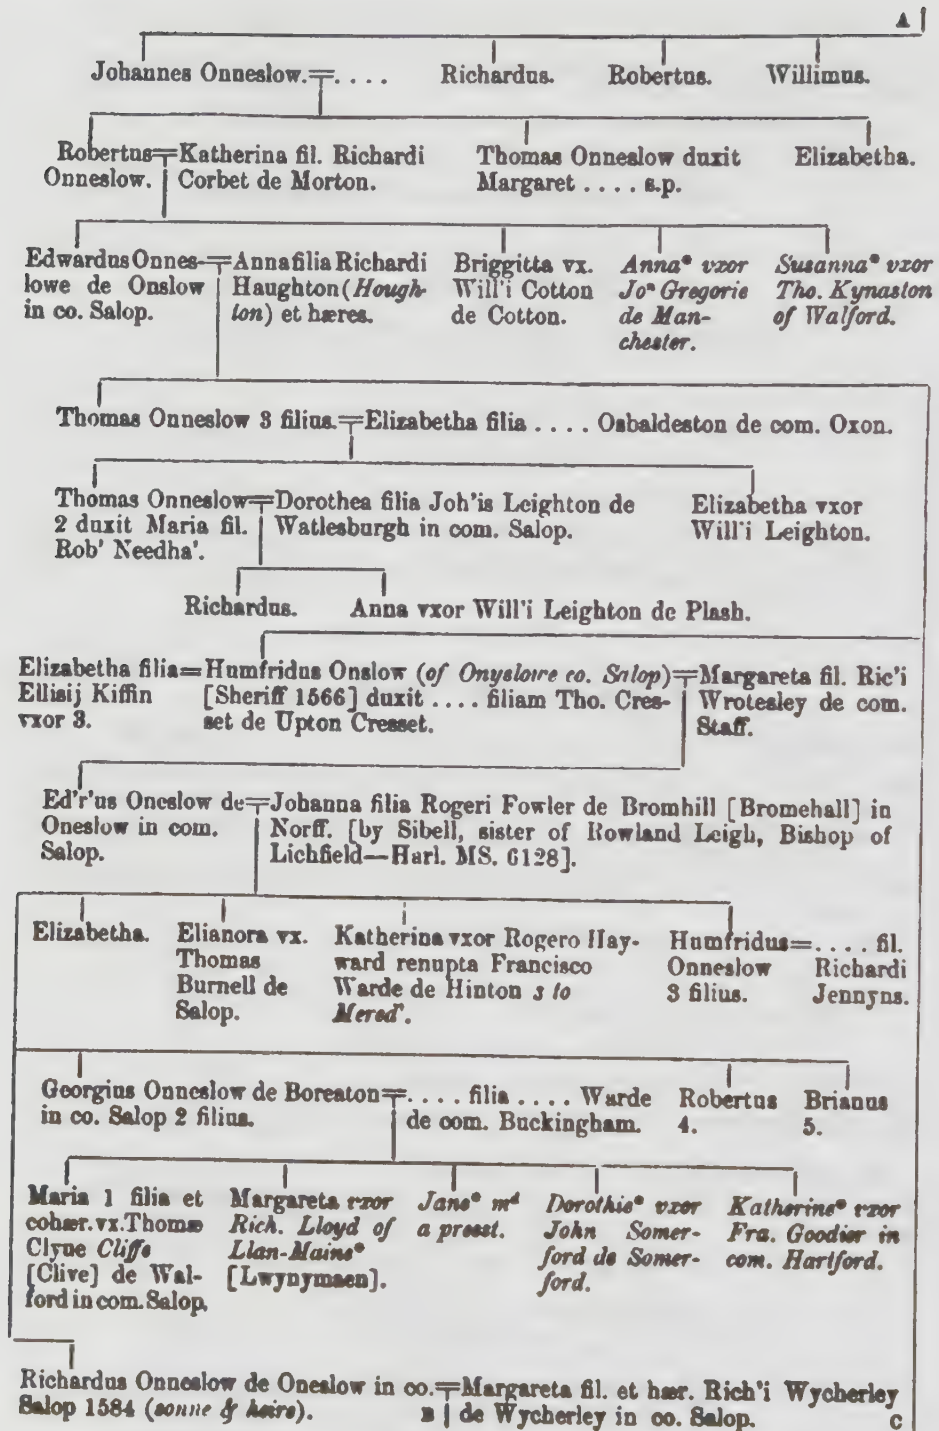 A
Johannes Onneslow.=. . . . Richardus. Robertus. Willimus.
Robertus=Katherina fil. Richardi Thomas Onneslow duxit Elizabetha.
Onneslow. Corbet de Morton. Margaret . . . . s.p.
Edwardus Onnes-=Anna filia Richardi Briggitta vx. Anna* vxor Susanna* vxor
lowe de Onslow Haughton (Hough- Will'i Cotton Joⁿ Gregorie Tho. Kynaston
in co. Salop. ton) et hæres. de Cotton. de Man- of Walford.
chester.
Thomas Onneslow 3 filius.=Elizabetha filia . . . . Osbaldeston de com. Oxon.
Thomas Onneslow=Dorothea filia Joh'is Leighton de Elizabetha vxor
2 duxit Maria fil. Watlesburgh in com. Salop. Will'i Leighton.
Rob' Needha'.
Richardus. Anna vxor Will'i Leighton de Plash.
Elizabetha filia=Humfridus Onslow (of Onyslowe co. Salop)=Margareta fil. Ric'i
Ellisij Kiffin [Sheriff 1566] duxit . . . . filiam Tho. Cres- Wrotesley de com.
vxor 3. set de Upton Cresset. Staff.
Ed'r'us Oneslow de=Johanna filia Rogeri Fowler de Bromhill [Bromehall] in
Oneslow in com. Norff. [by Sibell, sister of Rowland Leigh, Bishop of
Salop. Lichfield—Harl. MS. 6128].
Elizabetha. Elianora vx. Katherina vxor Rogero Hay- Humfridus=. . . . fil.
Thomas ward renupta Francisco Onneslow Richardi
Burnell de Warde de Hinton s to 3 filius. Jennyns.
Salop. Mered'.
Georgius Onneslow de Boreaton=. . . . filia . . . . Warde Robertus Brianus
in co. Salop 2 filius. de com. Buckingham. 4. 5.
Maria 1 filia et Margareta vxor Jane* mᵈ Dorothie* vxor Katherine* vxor
cohær. vx. Thomæ Rich. Lloyd of a preest. John Somer- Fra. Goodier in
Clyne Cliffe Llan-Maine* ford de Somer- com. Hartford.
[Clive] de Wal- [Lwynymaen]. ford.
ford in com. Salop.
Richardus Onneslow de Oneslow in co.=Margareta fil. et hær. Rich'i Wycherley
Salop 1584 (sonne & heire). B de Wycherley in co. Salop. C